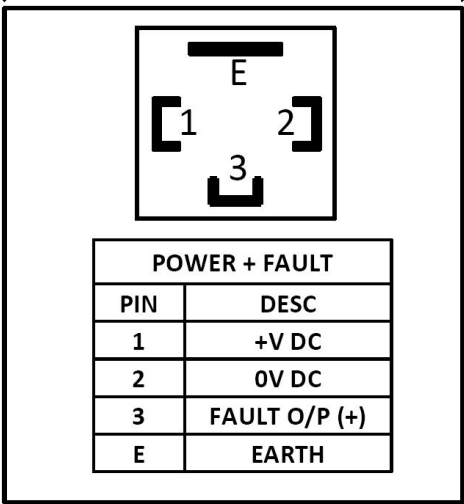 E
1 2
3
POWER + FAULT
PIN DESC
1 +V DC
2 0V DC
3 FAULT O/P (+)
E EARTH